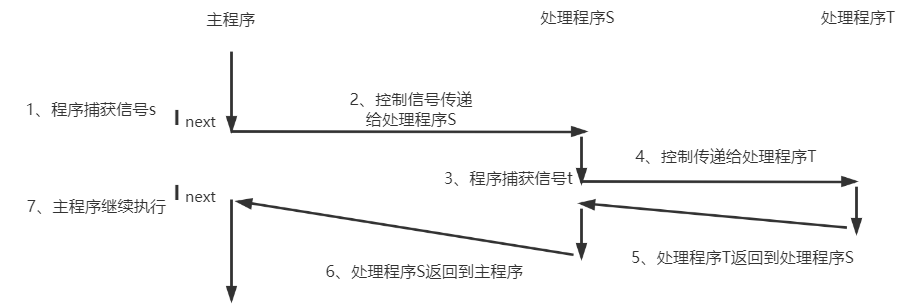 主程序
处理程序S
处理程序T
1、程序捕获信号s
I next
2、控制信号传递
给处理程序S
3、程序捕获信号t
4、控制传递给处理程序T
I next
7、主程序继续执行
6、处理程序S返回到主程序
5、处理程序T返回到处理程序S